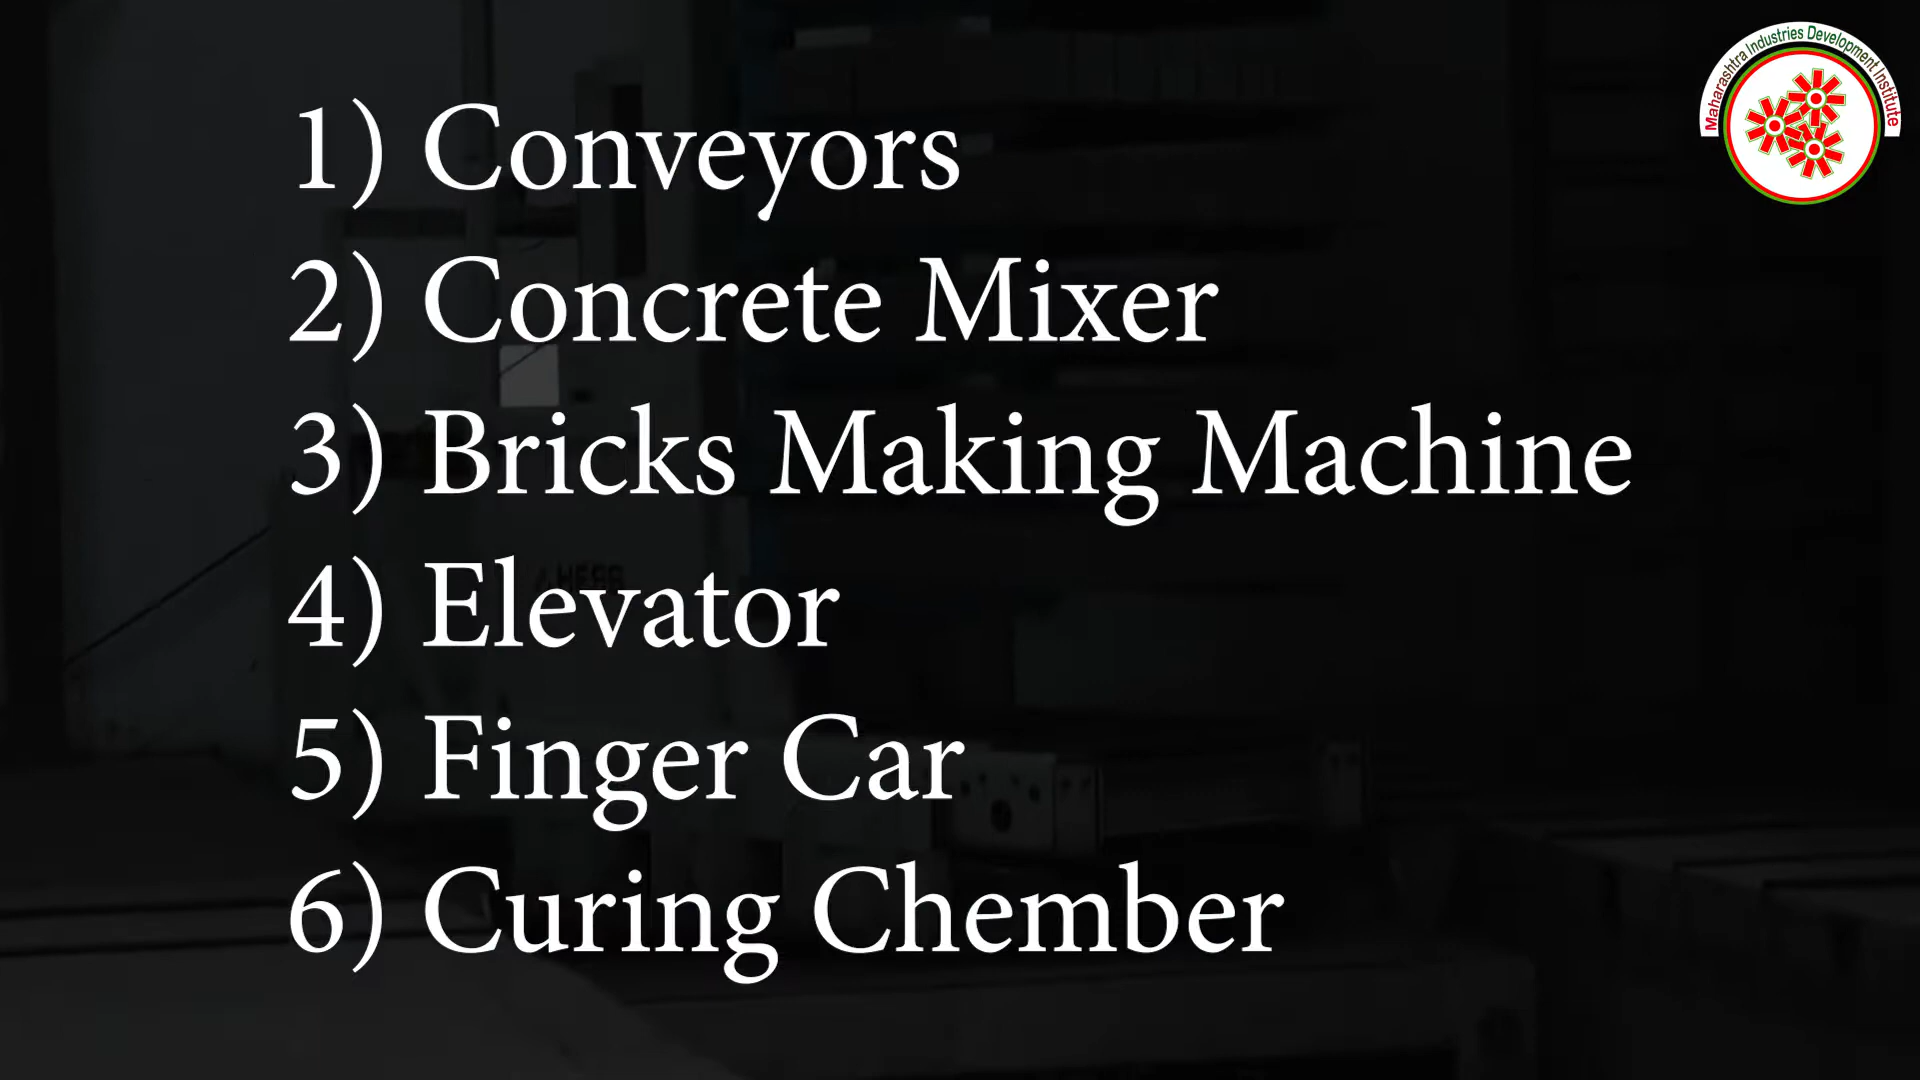 Maharashtra Industries Development Institute
1) Conveyors
2) Concrete Mixer
3) Bricks Making Machine
4) Elevator
5) Finger Car
6) Curing Chember